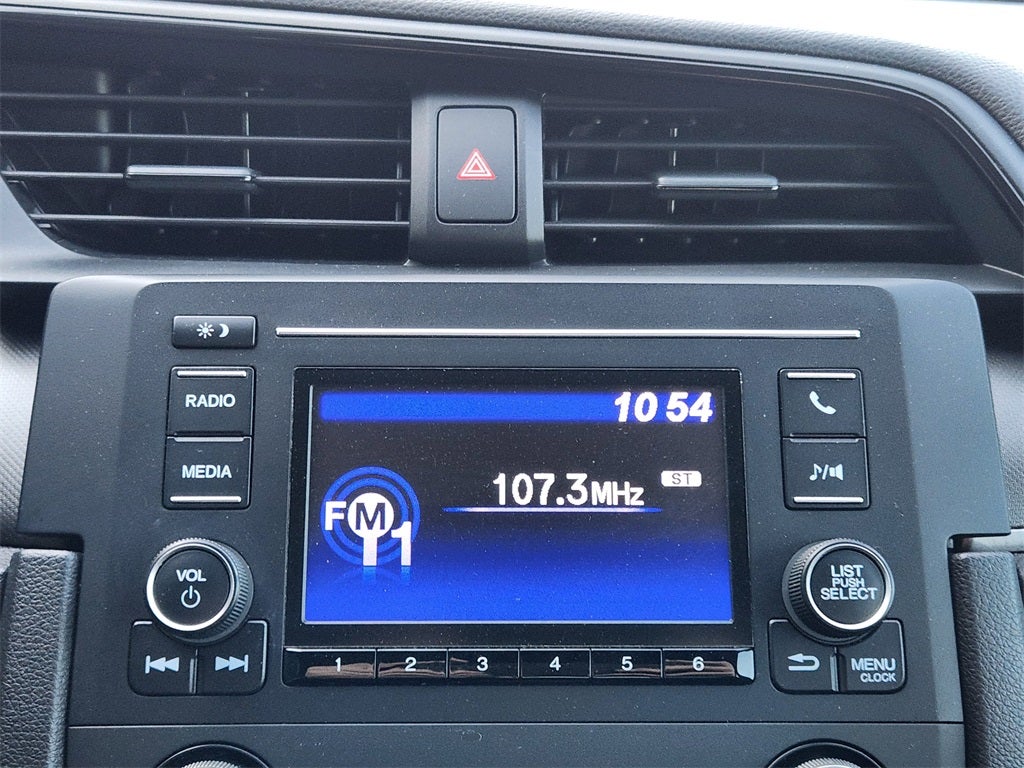 RADIO
MEDIA
VOL
10 54
107.3MHz
ST
FM
1
LIST
PUSH
SELECT
1 2 3 4 5 6
MENU
CLOCK